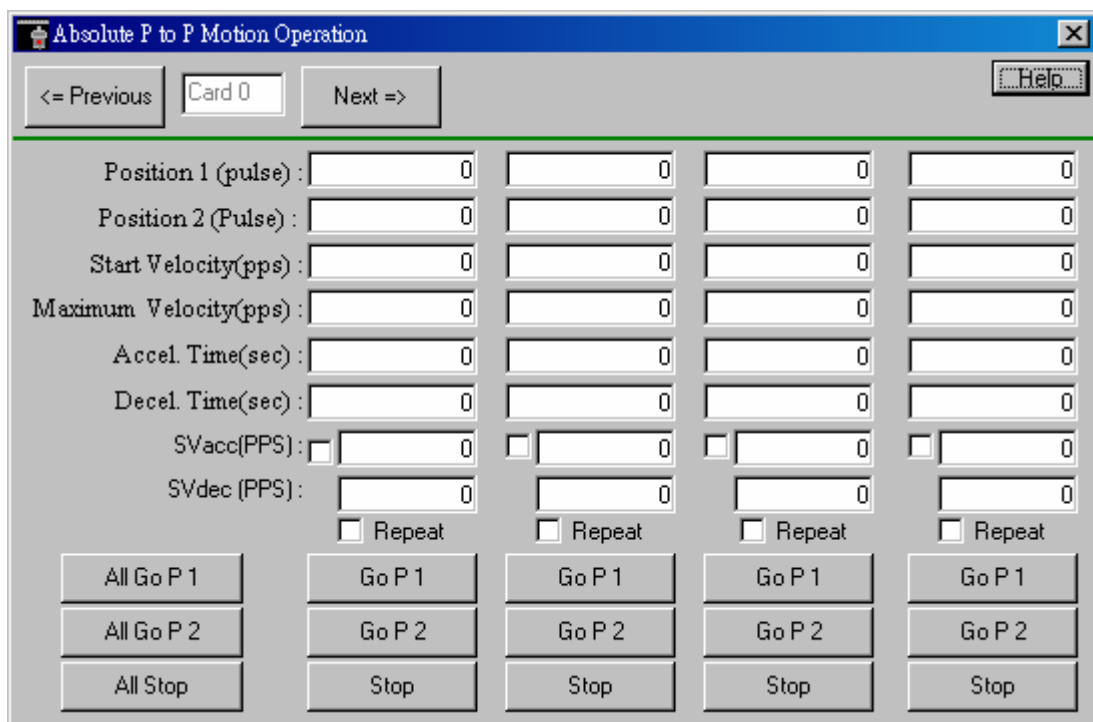 Absolute P to P Motion Operation
<= Previous Card 0 Next => Help
Position 1 (pulse) : 0 0 0 0
Position 2 (Pulse) : 0 0 0 0
Start Velocity(pps) : 0 0 0 0
Maximum Velocity(pps) : 0 0 0 0
Accel. Time(sec) : 0 0 0 0
Decel. Time(sec) : 0 0 0 0
SVacc(PPS) : 0 0 0 0
SVdec (PPS) : 0 0 0 0
Repeat Repeat Repeat Repeat
All Go P 1 Go P 1 Go P 1 Go P 1 Go P 1
All Go P 2 Go P 2 Go P 2 Go P 2 Go P 2
All Stop Stop Stop Stop Stop